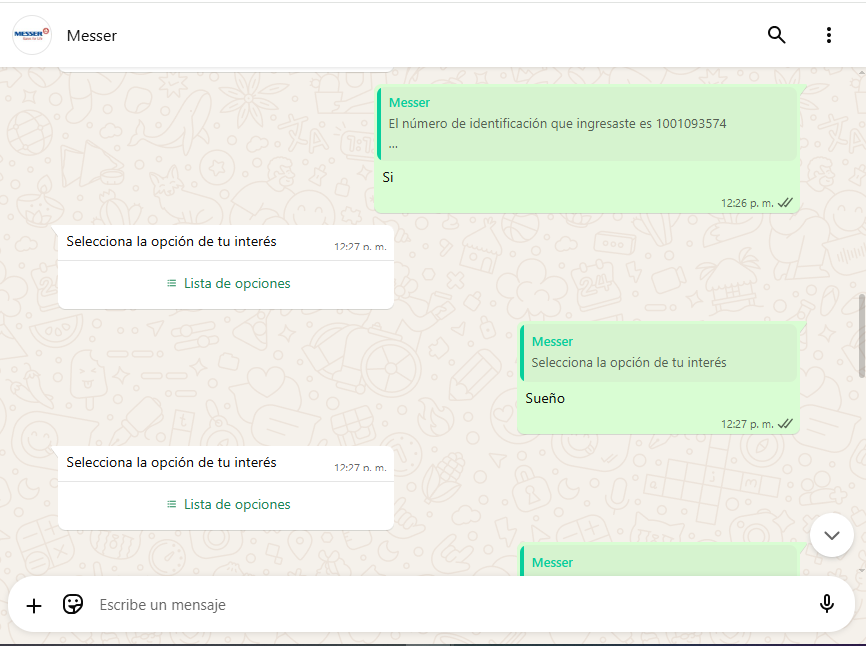 MESSER
Messer
Messer
El número de identificación que ingresaste es 1001093574
...
Si
12:26 p. m.
Selecciona la opción de tu interés
12:27 p. m.
Lista de opciones
Messer
Selecciona la opción de tu interés
Sueño
12:27 p. m.
Selecciona la opción de tu interés
12:27 p. m.
Lista de opciones
Messer
Escribe un mensaje